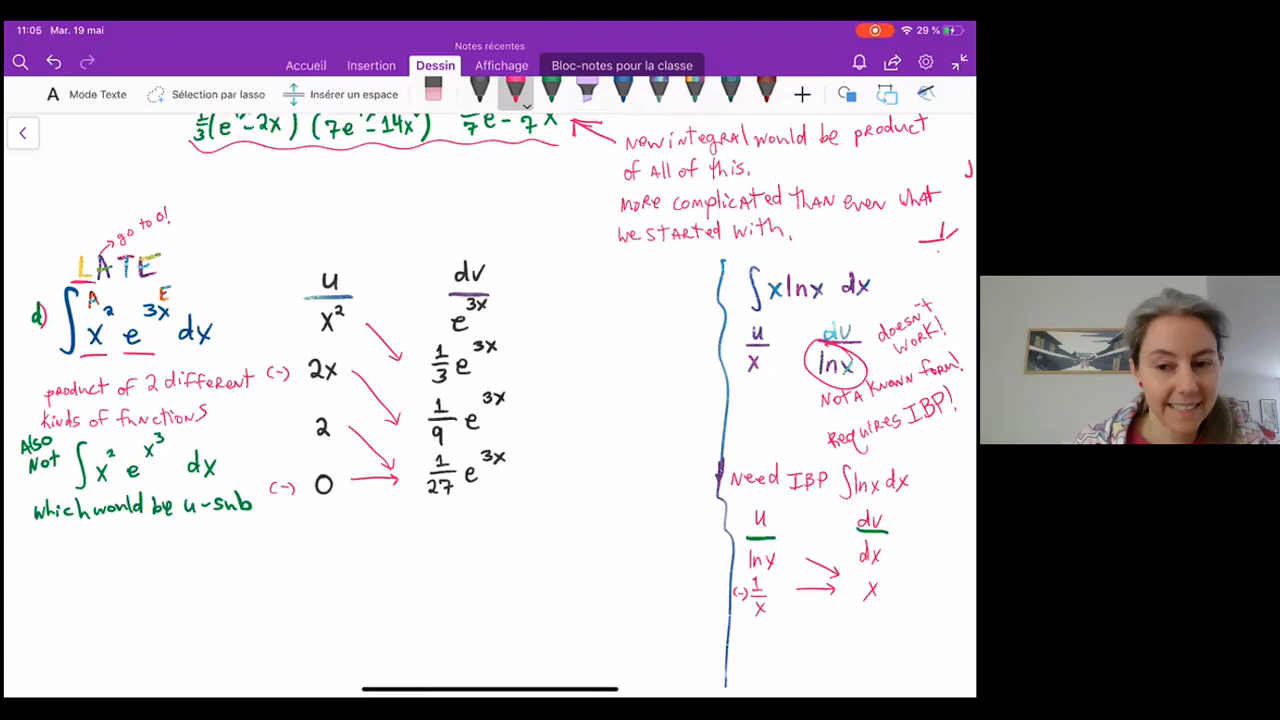 11:05 Mar. 19 mai
29 %
Notes récentes
Accueil Insertion Dessin Affichage Bloc-notes pour la classe
A Mode Texte Sélection par lasso Insérer un espace
New integral would be product
of All of this.
More complicated than even what
we started with.
go to 0!
LATE
A E
d) ∫ x² e^3x dx
product of 2 different
kinds of functions
Also
Not ∫ x² e^x³ dx
which would be u-sub
u dv
x² e^3x
(-) 2x 1/3 e^3x
2 1/9 e^3x
(-) 0 1/27 e^3x
∫ x ln x dx
u dv
x ln x
doesn't
work!
Not a known form!
Requires IBP!
Need IBP ∫ ln x dx
u dv
ln x dx
(-) 1/x x